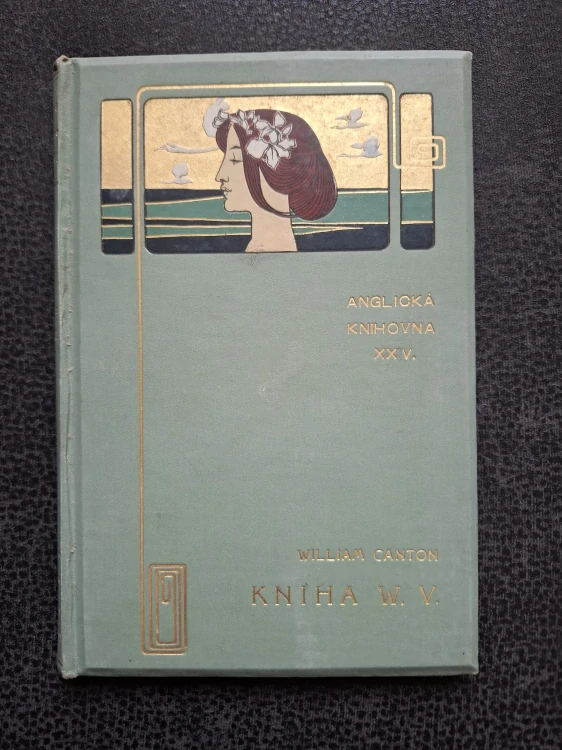 ANGLICKÁ
KNIHOVNA
XXV.
WILLIAM CANTON
KNIHA W. V.